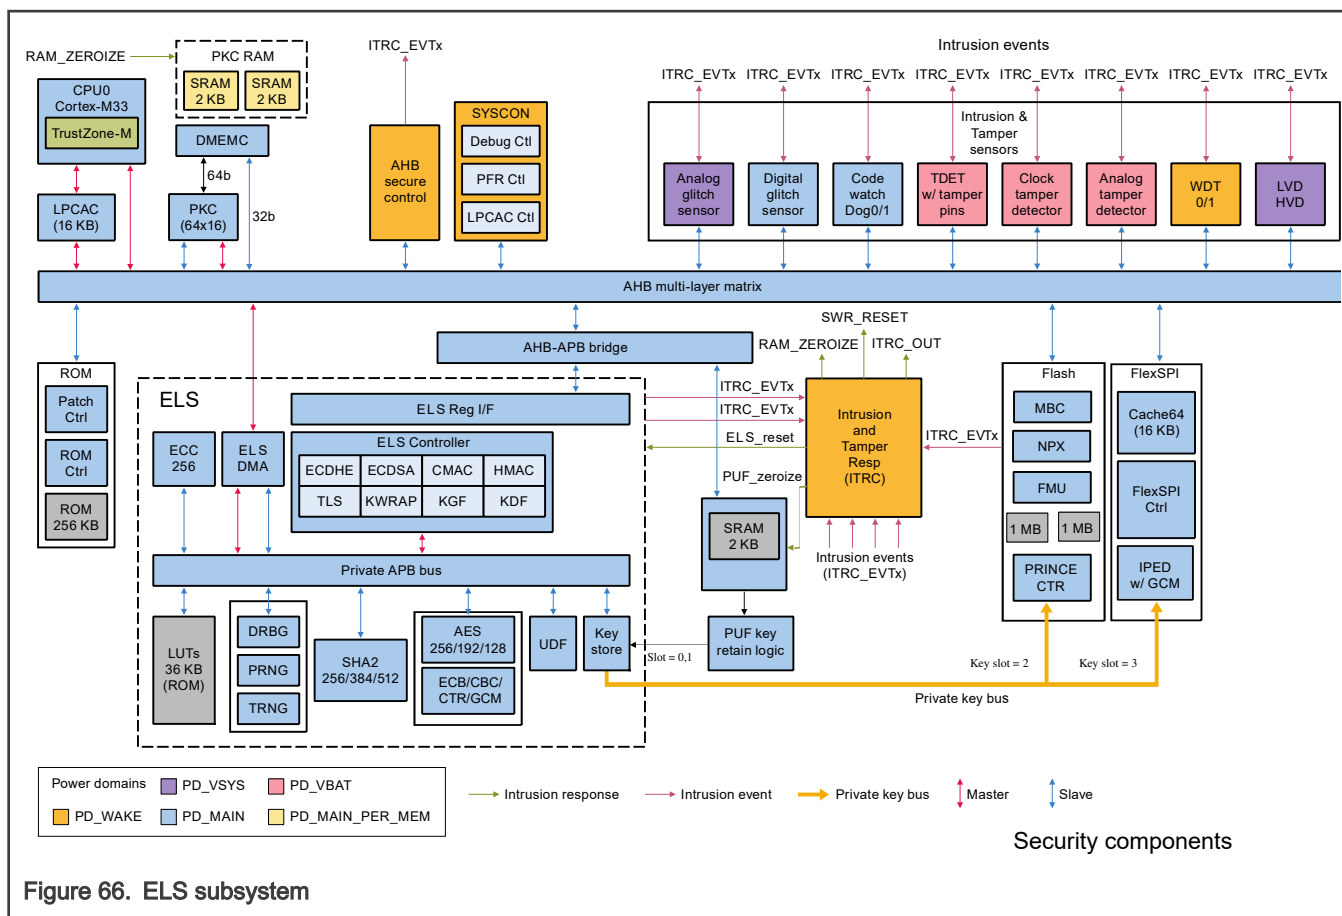 RAM_ZEROIZE
PKC RAM
SRAM
2 KB
SRAM
2 KB
ITRC_EVTx
Intrusion events
ITRC_EVTx
ITRC_EVTx
ITRC_EVTx
ITRC_EVTx
ITRC_EVTx
ITRC_EVTx
ITRC_EVTx
ITRC_EVTx
CPU0
Cortex-M33
TrustZone-M
DMEMC
64b
32b
LPCAC
(16 KB)
PKC
(64x16)
AHB
secure
control
SYSCON
Debug Ctl
PFR Ctl
LPCAC Ctl
Intrusion &
Tamper
sensors
Analog
glitch
sensor
Digital
glitch
sensor
Code
watch
Dog0/1
TDET
w/ tamper
pins
Clock
tamper
detector
Analog
tamper
detector
WDT
0/1
LVD
HVD
AHB multi-layer matrix
AHB-APB bridge
SWR_RESET
RAM_ZEROIZE
ITRC_OUT
ROM
Patch
Ctrl
ROM
Ctrl
ROM
256 KB
ELS
ELS Reg I/F
ECC
256
ELS
DMA
ELS Controller
ECDHE
ECDSA
CMAC
HMAC
TLS
KWRAP
KGF
KDF
Private APB bus
ITRC_EVTx
ITRC_EVTx
ELS_reset
PUF_zeroize
Intrusion
and
Tamper
Resp
(ITRC)
ITRC_EVTx
Intrusion events
(ITRC_EVTx)
SRAM
2 KB
PUF key
retain logic
Slot = 0,1
Flash
MBC
NPX
FMU
1 MB
1 MB
PRINCE
CTR
FlexSPI
Cache64
(16 KB)
FlexSPI
Ctrl
IPED
w/ GCM
LUTs
36 KB
(ROM)
DRBG
PRNG
TRNG
SHA2
256/384/512
AES
256/192/128
ECB/CBC/
CTR/GCM
UDF
Key
store
Key slot = 2
Key slot = 3
Private key bus
Power domains
PD_VSYS
PD_VBAT
PD_WAKE
PD_MAIN
PD_MAIN_PER_MEM
Intrusion response
Intrusion event
Private key bus
Master
Slave
Security components
Figure 66. ELS subsystem